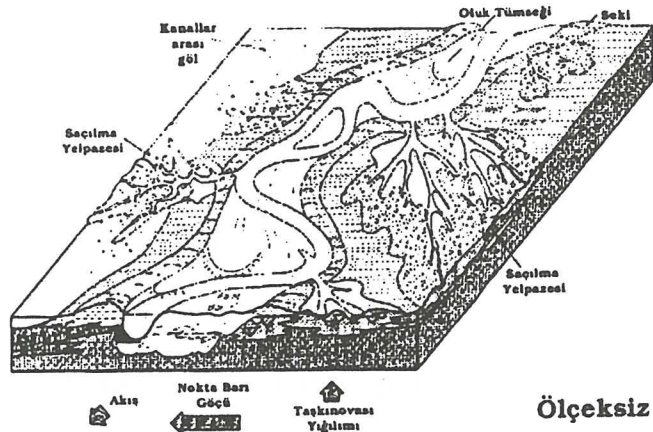 Oluk Tümseği
Seki
Kanallar
arası
göl
Saçılma
Yelpazesi
Saçılma
Yelpazesi
Akış
Nokta Barı
Göçü
Taşkınovası
Yığılımı
Ölçeksiz